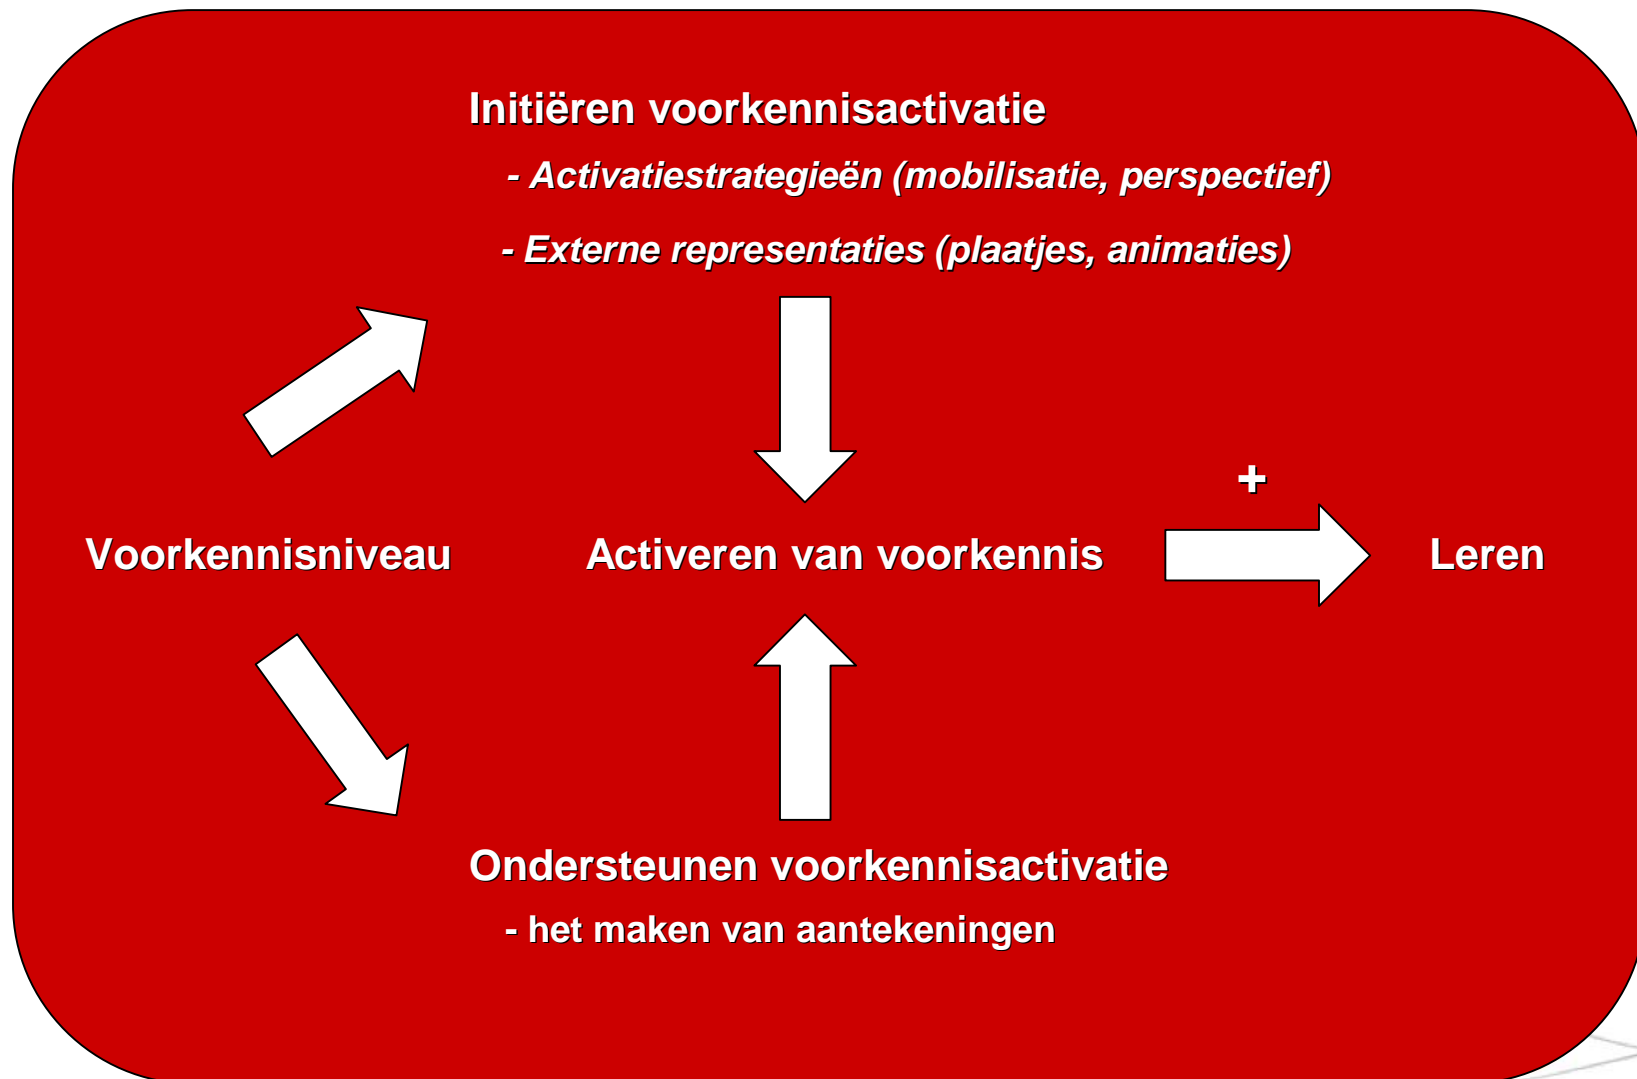 Initiëren voorkennisactivatie
- Activatiestrategieën (mobilisatie, perspectief)
- Externe representaties (plaatjes, animaties)
+
Voorkennisniveau
Activeren van voorkennis
Leren
Ondersteunen voorkennisactivatie
- het maken van aantekeningen